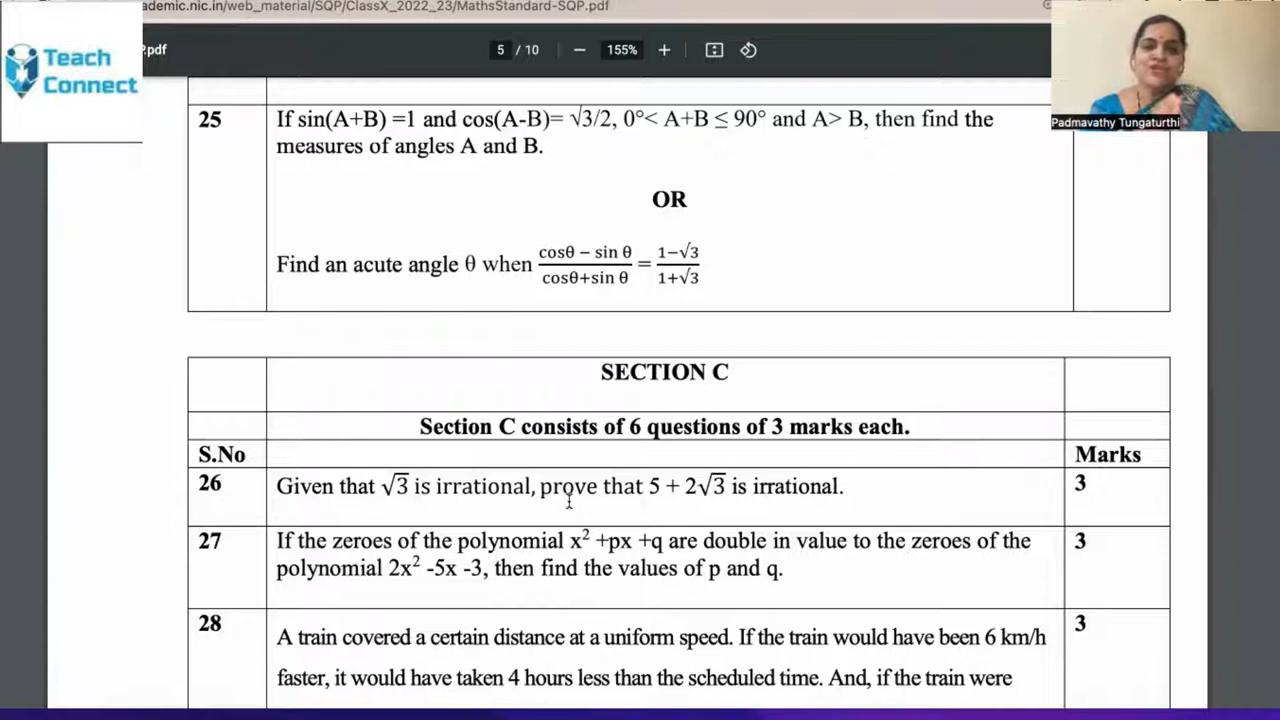 ademic.nic.in/web_material/SQP/ClassX_2022_23/MathsStandard-SQP.pdf
Teach
Connect
.pdf
5 / 10
155%
Padmavathy Tungaturthi
25
If sin(A+B) =1 and cos(A-B)= √3/2, 0°< A+B ≤ 90° and A> B, then find the
measures of angles A and B.
OR
Find an acute angle θ when (cosθ − sin θ)/(cosθ+sin θ) = (1−√3)/(1+√3)
SECTION C
Section C consists of 6 questions of 3 marks each.
S.No Marks
26 Given that √3 is irrational, prove that 5 + 2√3 is irrational. 3
27 If the zeroes of the polynomial x² +px +q are double in value to the zeroes of the 3
polynomial 2x² -5x -3, then find the values of p and q.
28 3
A train covered a certain distance at a uniform speed. If the train would have been 6 km/h
faster, it would have taken 4 hours less than the scheduled time. And, if the train were